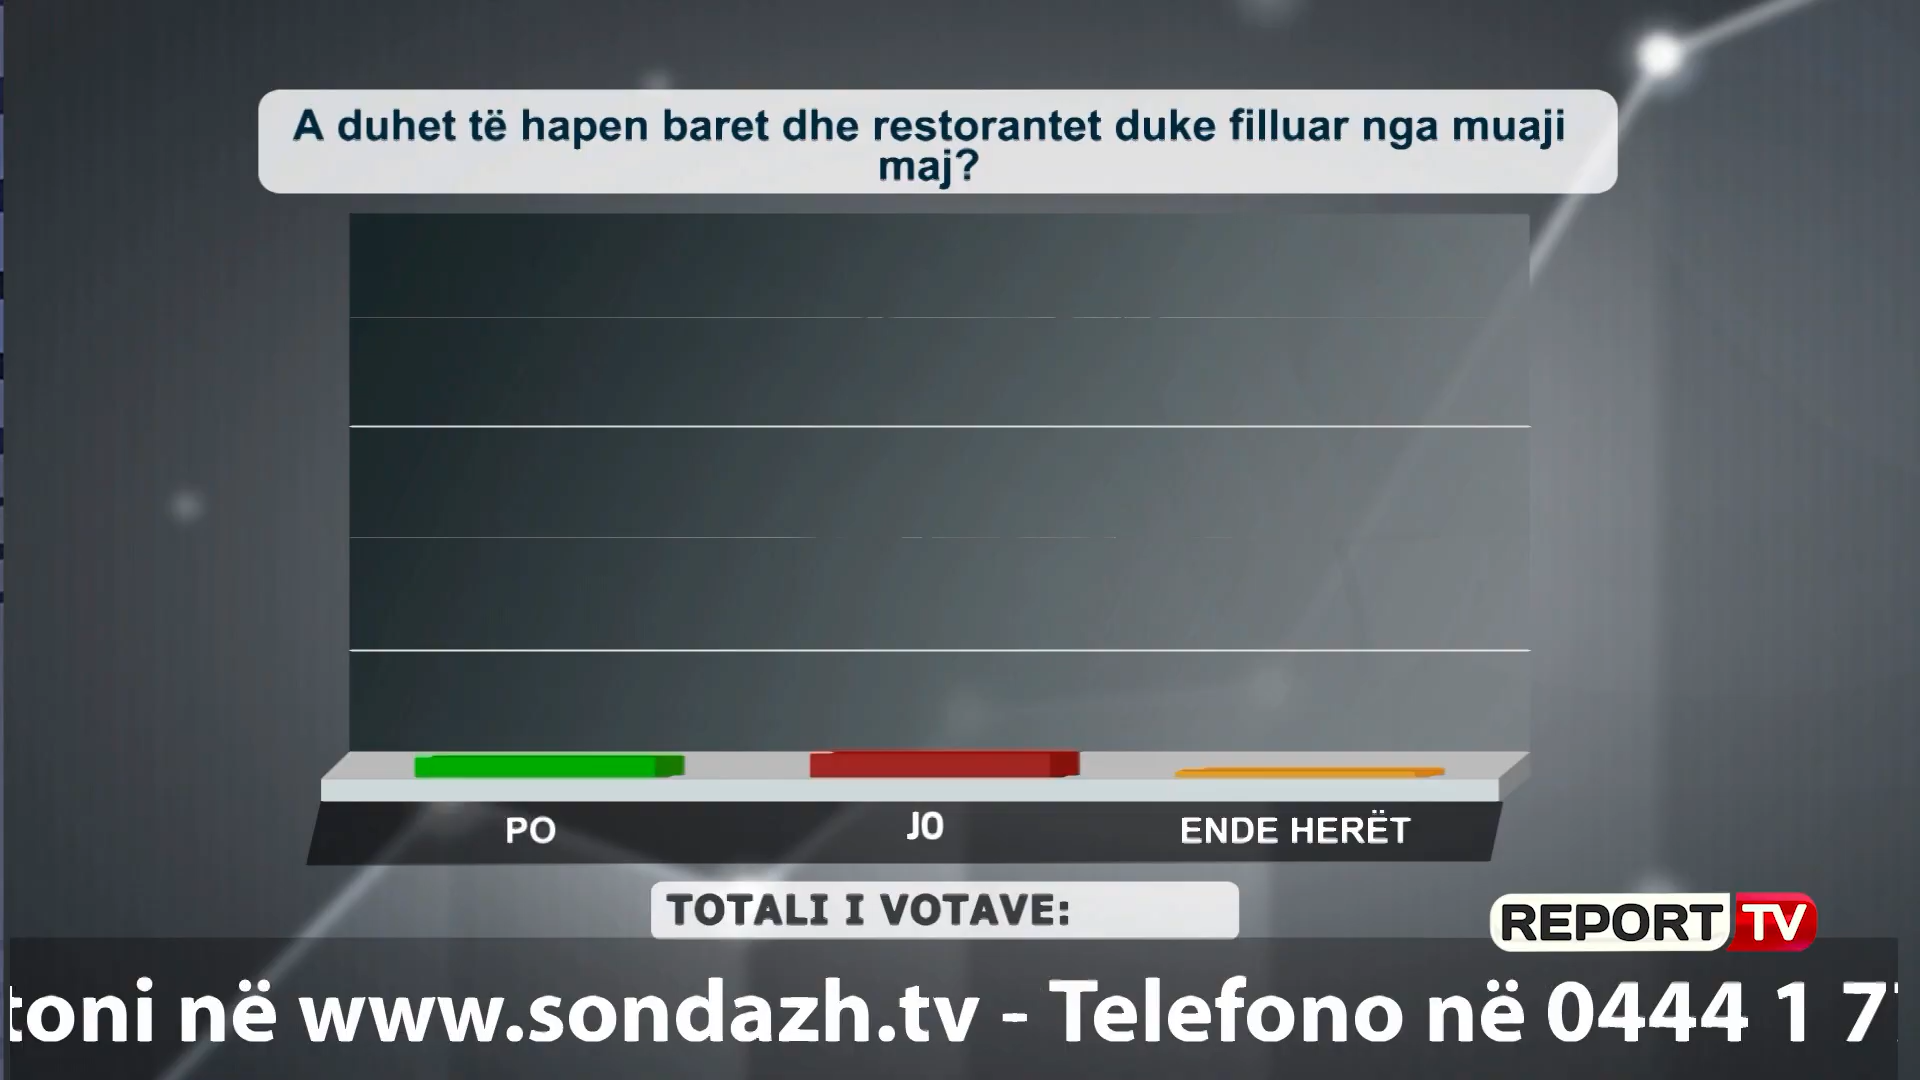 A duhet të hapen baret dhe restorantet duke filluar nga muaji
maj?
PO
JO
ENDE HERËT
TOTALI I VOTAVE:
REPORT TV
toni në www.sondazh.tv - Telefono në 0444 1 7